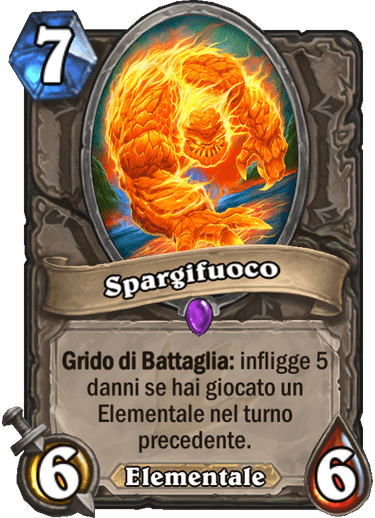 7
Spargifuoco
Grido di Battaglia: infligge 5
danni se hai giocato un
Elementale nel turno
precedente.
6
Elementale
6